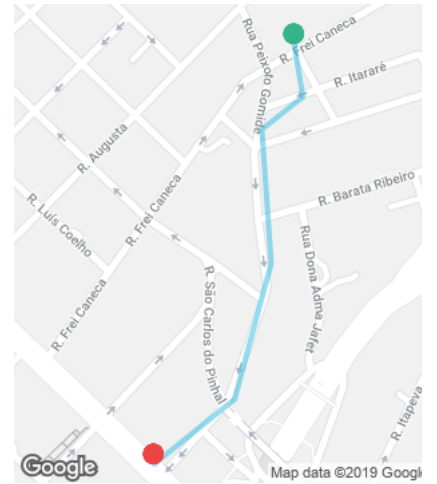 Rua Peixoto Gomide
R. Frei Caneca
R. Itararé
R. Augusta
R. Barata Ribeiro
R. Luís Coelho
R. Frei Caneca
Rua Dona Adma Jafet
R. São Carlos do Pinhal
R. Frei Caneca
R. Itapeva
Google
Map data ©2019 Google